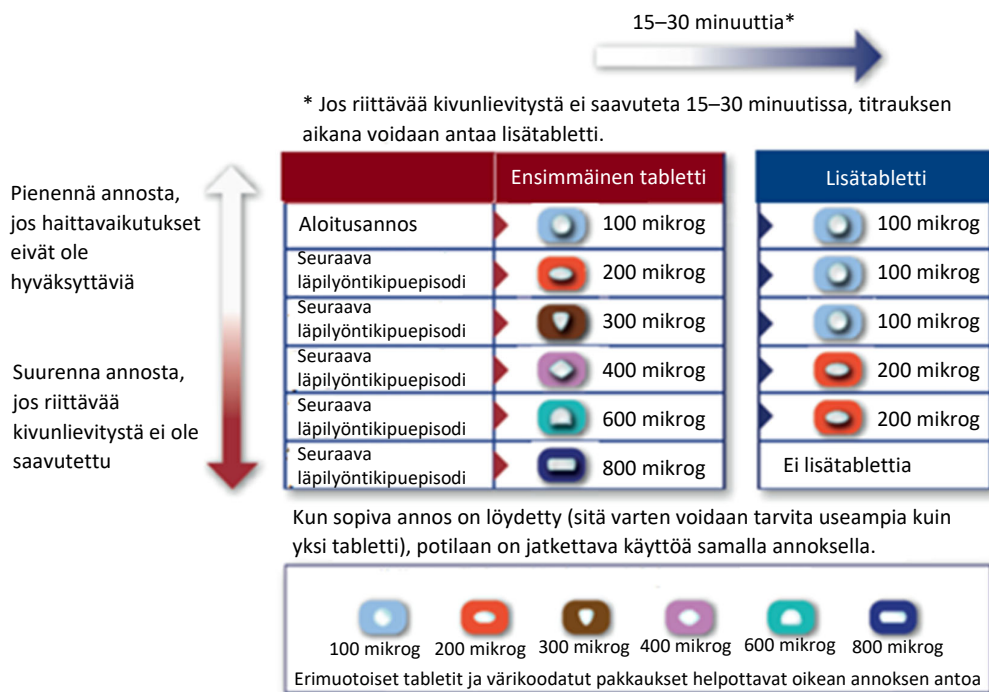 15–30 minuuttia*
* Jos riittävää kivunlievitystä ei saavuteta 15–30 minuutissa, titrauksen
aikana voidaan antaa lisätabletti.
Pienennä annosta,
jos haittavaikutukset
eivät ole
hyväksyttäviä
Suurenna annosta,
jos riittävää
kivunlievitystä ei ole
saavutettu
Ensimmäinen tabletti
Lisätabletti
Aloitusannos
100 mikrog
100 mikrog
Seuraava
läpilyöntikipuepisodi
200 mikrog
100 mikrog
Seuraava
läpilyöntikipuepisodi
300 mikrog
100 mikrog
Seuraava
läpilyöntikipuepisodi
400 mikrog
200 mikrog
Seuraava
läpilyöntikipuepisodi
600 mikrog
200 mikrog
Seuraava
läpilyöntikipuepisodi
800 mikrog
Ei lisätablettia
Kun sopiva annos on löydetty (sitä varten voidaan tarvita useampia kuin
yksi tabletti), potilaan on jatkettava käyttöä samalla annoksella.
100 mikrog
200 mikrog
300 mikrog
400 mikrog
600 mikrog
800 mikrog
Erimuotoiset tabletit ja värikoodatut pakkaukset helpottavat oikean annoksen antoa